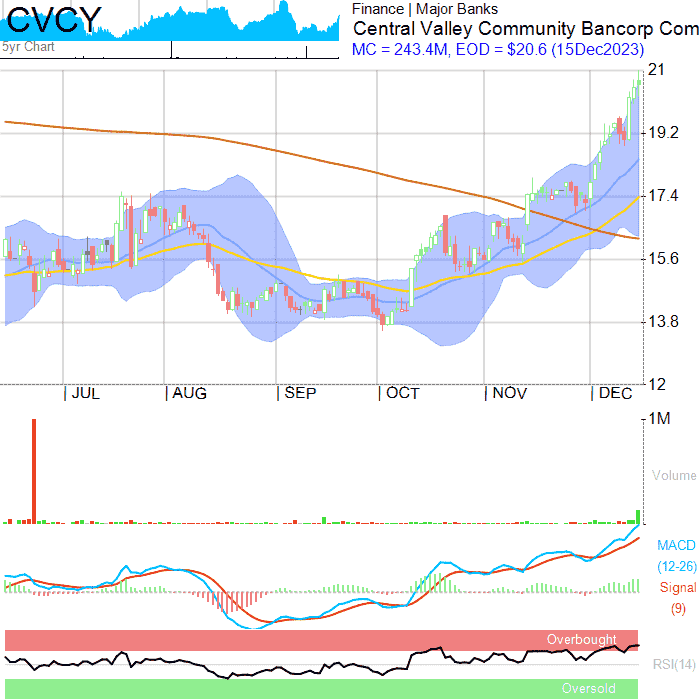 CVCY
5yr Chart
Finance | Major Banks
Central Valley Community Bancorp Com
MC = 243.4M, EOD = $20.6 (15Dec2023)
21
19.2
17.4
15.6
13.8
12
JUL AUG SEP OCT NOV DEC
1M
Volume
MACD
(12-26)
Signal
(9)
Overbought
RSI(14)
Oversold